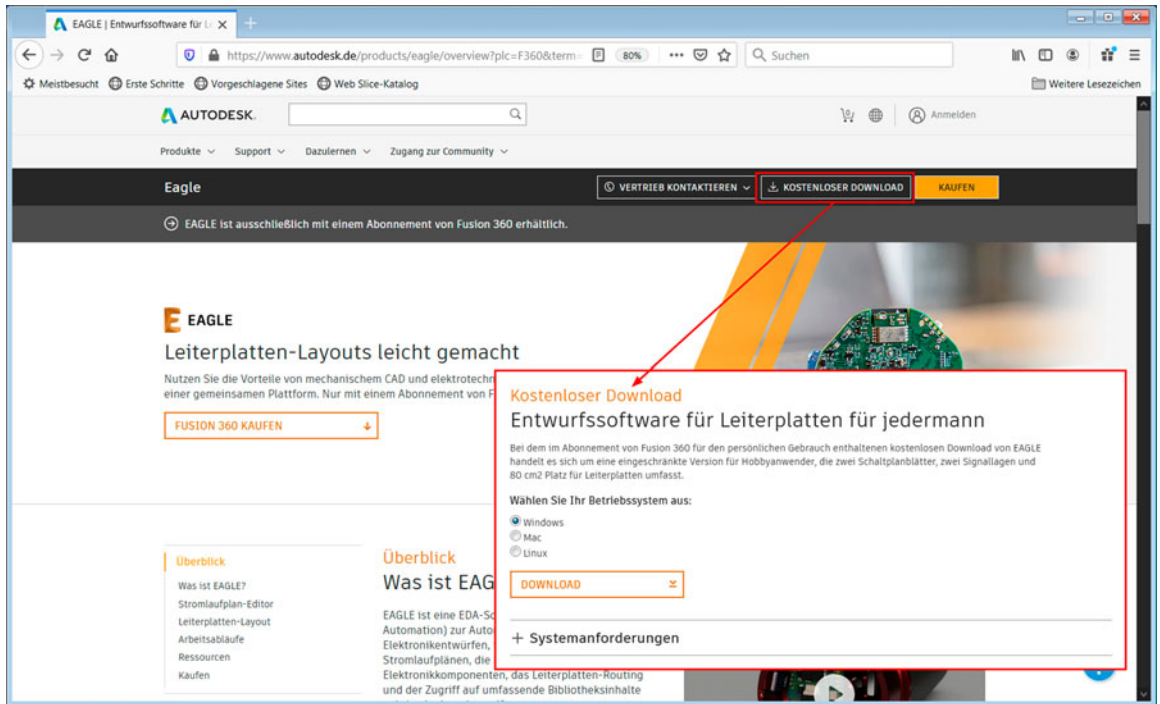 EAGLE | Entwurfssoftware für L
https://www.autodesk.de/products/eagle/overview?plc=F360&term=
80%
Suchen
Meistbesucht
Erste Schritte
Vorgeschlagene Sites
Web Slice-Katalog
Weitere Lesezeichen
AUTODESK.
Anmelden
Produkte
Support
Dazulernen
Zugang zur Community
Eagle
VERTRIEB KONTAKTIEREN
KOSTENLOSER DOWNLOAD
KAUFEN
EAGLE ist ausschließlich mit einem Abonnement von Fusion 360 erhältlich.
E EAGLE
Leiterplatten-Layouts leicht gemacht
Nutzen Sie die Vorteile von mechanischem CAD und elektrotechn
einer gemeinsamen Plattform. Nur mit einem Abonnement von F
FUSION 360 KAUFEN
Kostenloser Download
Entwurfssoftware für Leiterplatten für jedermann
Bei dem im Abonnement von Fusion 360 für den persönlichen Gebrauch enthaltenen kostenlosen Download von EAGLE
handelt es sich um eine eingeschränkte Version für Hobbyanwender, die zwei Schaltplanblätter, zwei Signallagen und
80 cm2 Platz für Leiterplatten umfasst.
Wählen Sie Ihr Betriebssystem aus:
Windows
Mac
Linux
DOWNLOAD
+ Systemanforderungen
Überblick
Was ist EAGLE?
Stromlaufplan-Editor
Leiterplatten-Layout
Arbeitsabläufe
Ressourcen
Kaufen
Überblick
Was ist EAG
EAGLE ist eine EDA-So
Automation) zur Auto
Elektronikentwürfen,
Stromlaufplänen, die
Elektronikkomponenten, das Leiterplatten-Routing
und der Zugriff auf umfassende Bibliotheksinhalte